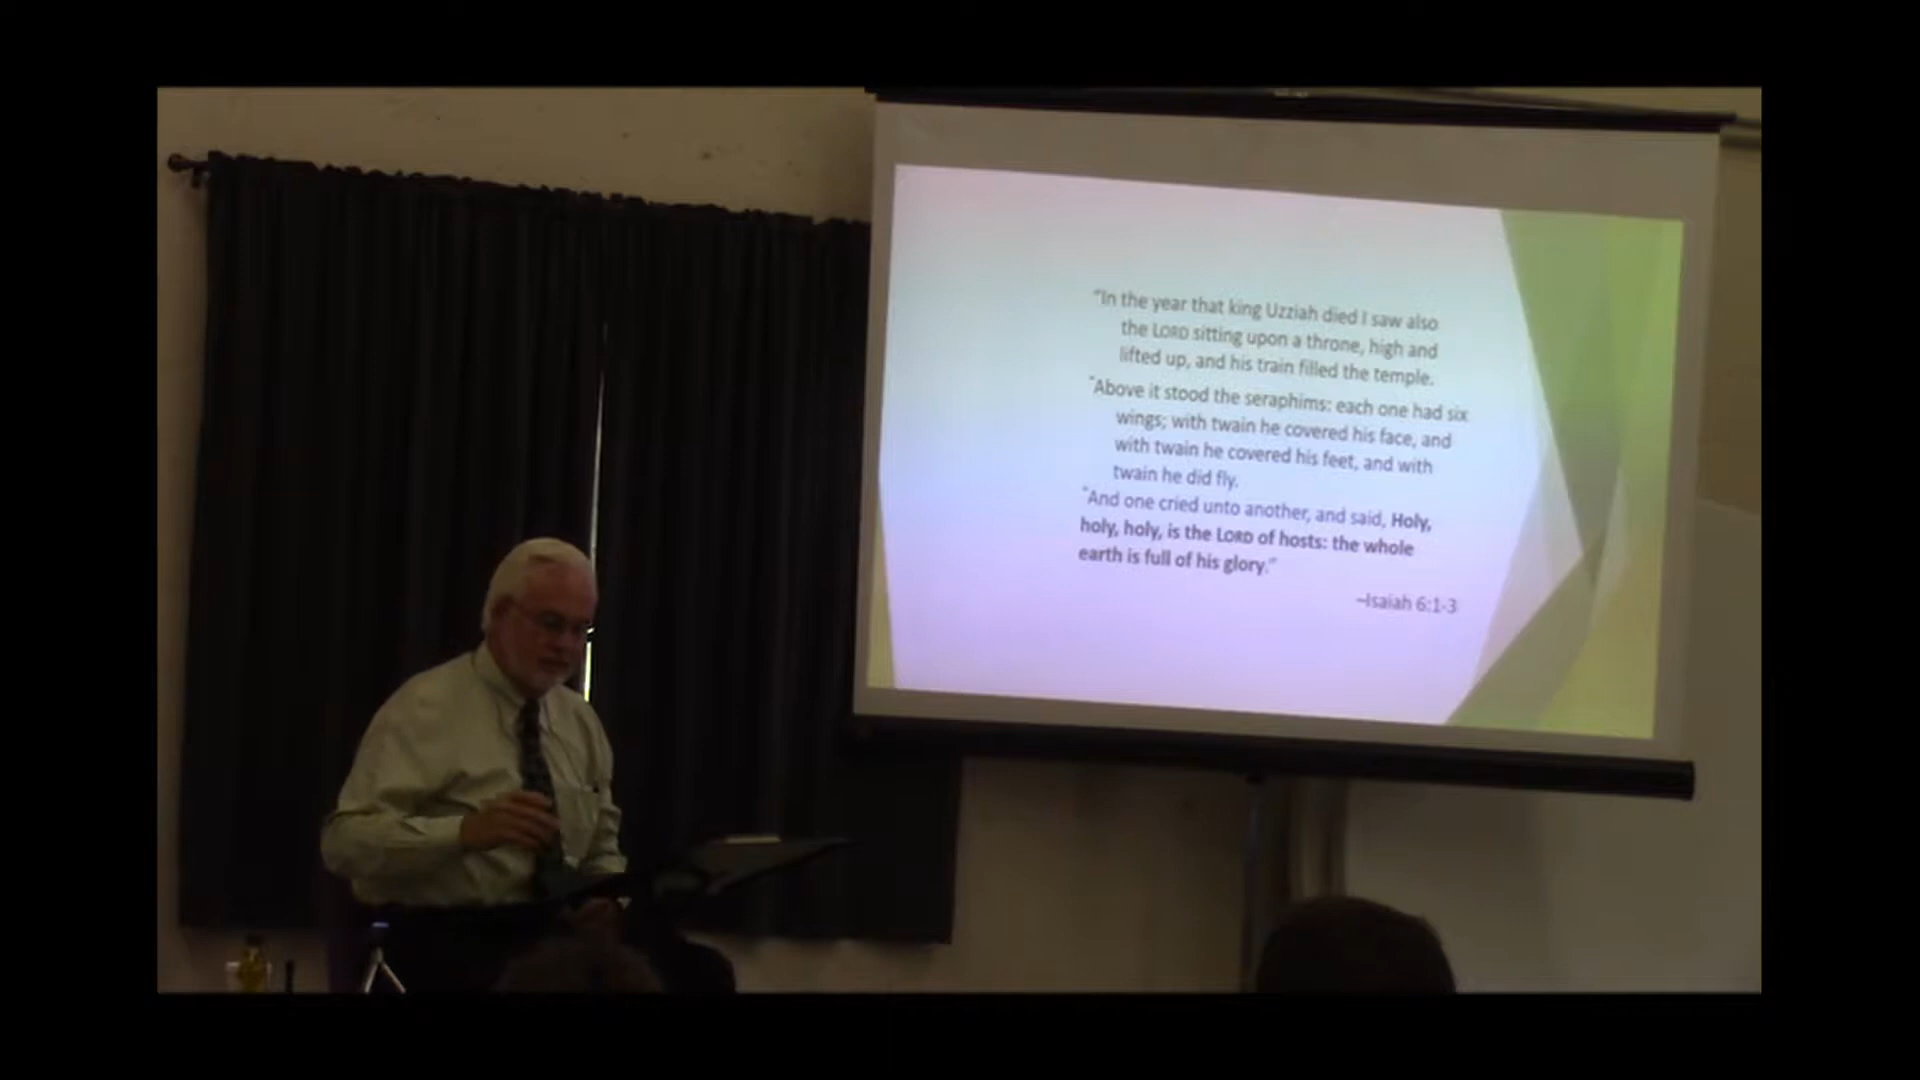 "In the year that king Uzziah died I saw also
the LORD sitting upon a throne, high and
lifted up, and his train filled the temple.
"Above it stood the seraphims: each one had six
wings; with twain he covered his face, and
with twain he covered his feet, and with
twain he did fly.
"And one cried unto another, and said, Holy,
holy, holy, is the LORD of hosts: the whole
earth is full of his glory."
–Isaiah 6:1-3